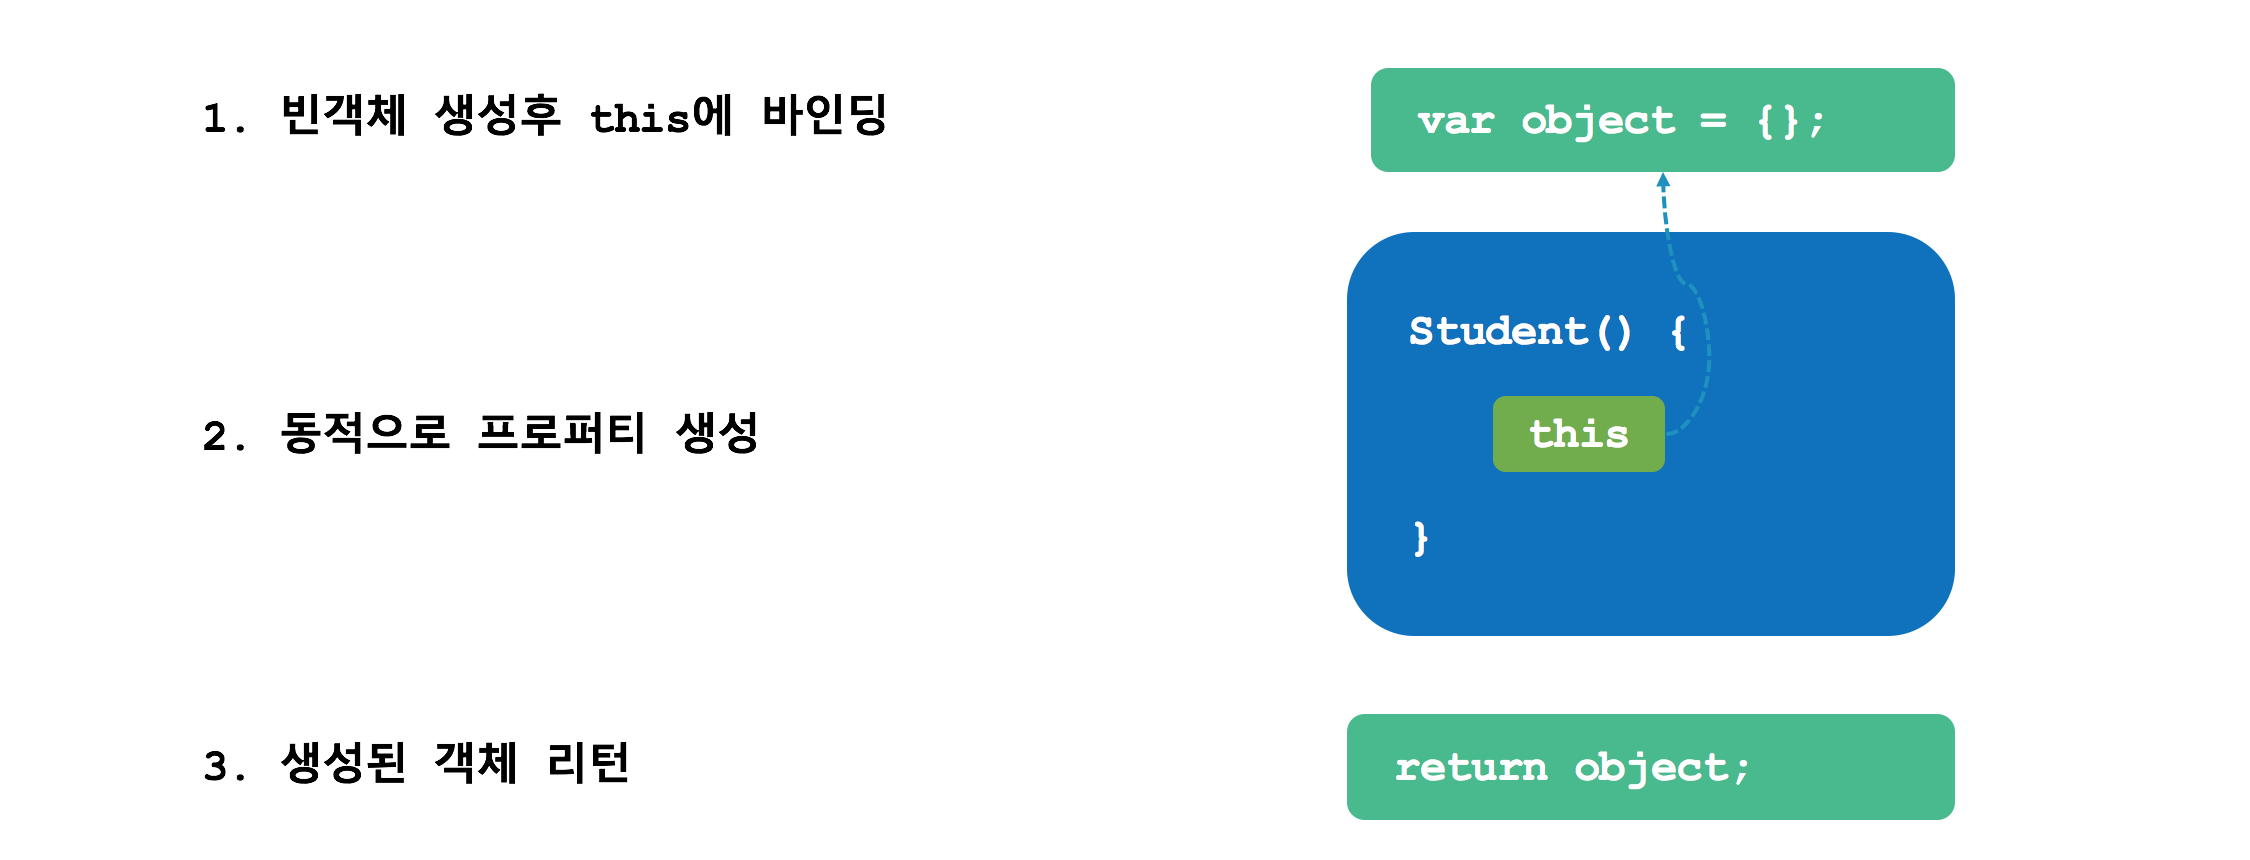 1. 빈객체 생성후 this에 바인딩
var object = {};
Student() {
2. 동적으로 프로퍼티 생성
this
}
3. 생성된 객체 리턴
return object;